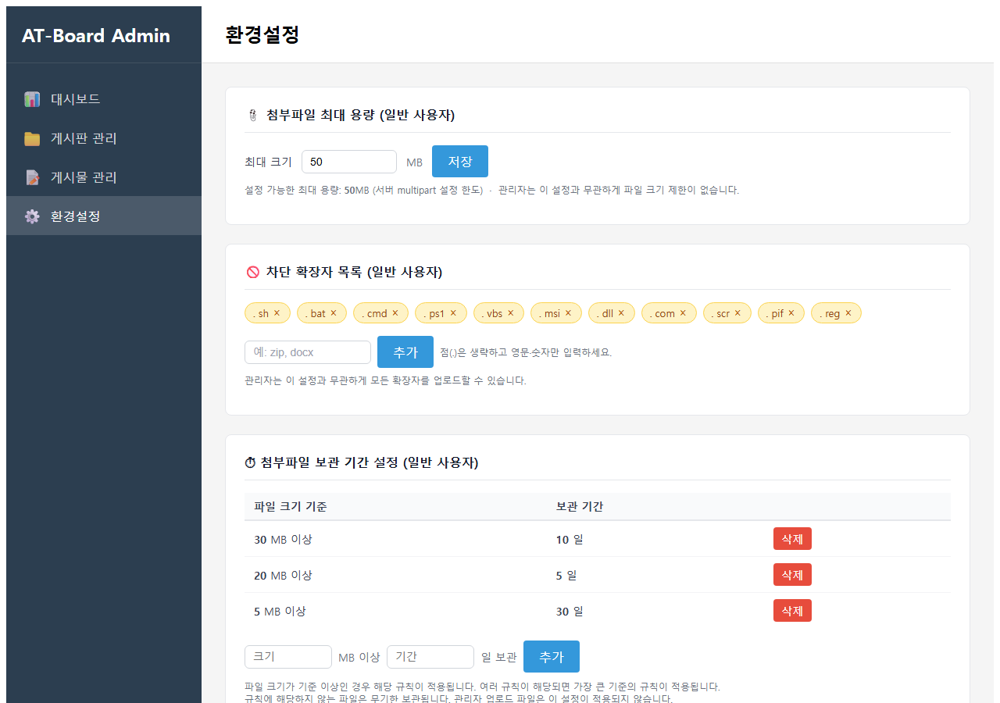 AT-Board Admin
환경설정
대시보드
게시판 관리
게시물 관리
환경설정
첨부파일 최대 용량 (일반 사용자)
최대 크기 50 MB 저장
설정 가능한 최대 용량: 50MB (서버 multipart 설정 한도) · 관리자는 이 설정과 무관하게 파일 크기 제한이 없습니다.
차단 확장자 목록 (일반 사용자)
. sh × . bat × . cmd × . ps1 × . vbs × . msi × . dll × . com × . scr × . pif × . reg ×
예: zip, docx 추가 점(.)은 생략하고 영문·숫자만 입력하세요.
관리자는 이 설정과 무관하게 모든 확장자를 업로드할 수 있습니다.
첨부파일 보관 기간 설정 (일반 사용자)
파일 크기 기준 보관 기간
30 MB 이상 10 일 삭제
20 MB 이상 5 일 삭제
5 MB 이상 30 일 삭제
크기 MB 이상 기간 일 보관 추가
파일 크기가 기준 이상인 경우 해당 규칙이 적용됩니다. 여러 규칙이 해당되면 가장 큰 기준의 규칙이 적용됩니다.
규칙에 해당하지 않는 파일은 무기한 보관됩니다. 관리자 업로드 파일은 이 설정이 적용되지 않습니다.